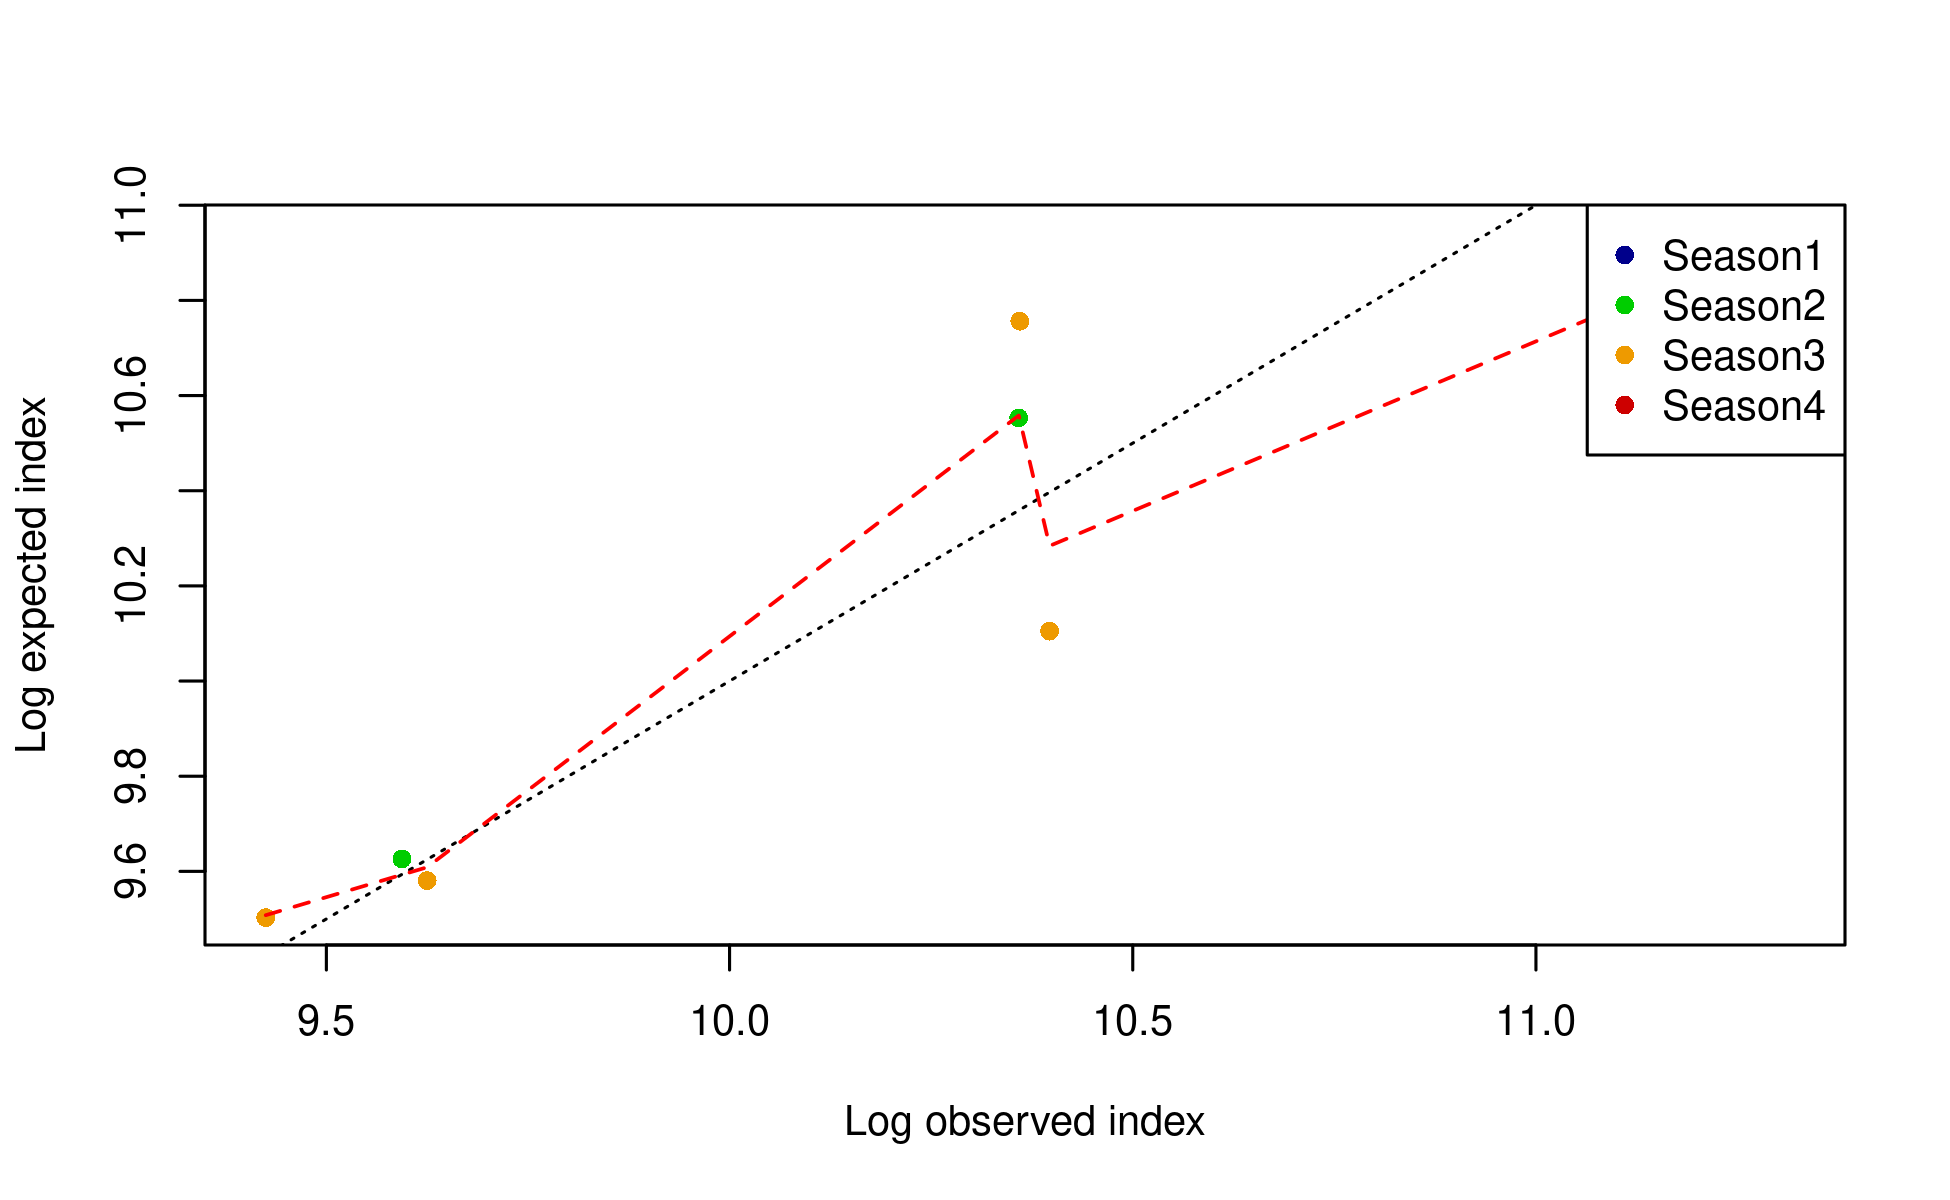 11.0
10.6
10.2
9.8
9.6
Log expected index
Season1
Season2
Season3
Season4
9.5 10.0 10.5 11.0
Log observed index